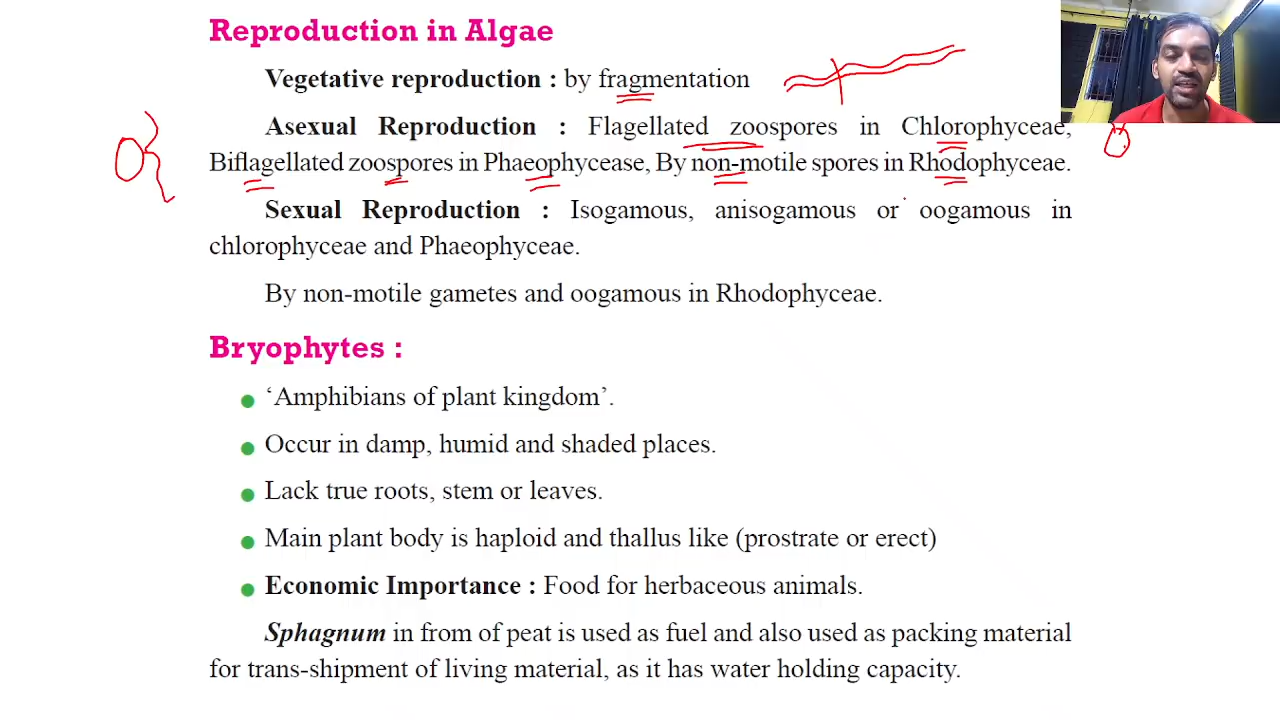 Reproduction in Algae
Vegetative reproduction : by fragmentation
Asexual Reproduction : Flagellated zoospores in Chlorophyceae,
Biflagellated zoospores in Phaeophycease, By non-motile spores in Rhodophyceae.
Sexual Reproduction : Isogamous, anisogamous or oogamous in
chlorophyceae and Phaeophyceae.
By non-motile gametes and oogamous in Rhodophyceae.
Bryophytes :
‘Amphibians of plant kingdom’.
Occur in damp, humid and shaded places.
Lack true roots, stem or leaves.
Main plant body is haploid and thallus like (prostrate or erect)
Economic Importance : Food for herbaceous animals.
Sphagnum in from of peat is used as fuel and also used as packing material
for trans-shipment of living material, as it has water holding capacity.